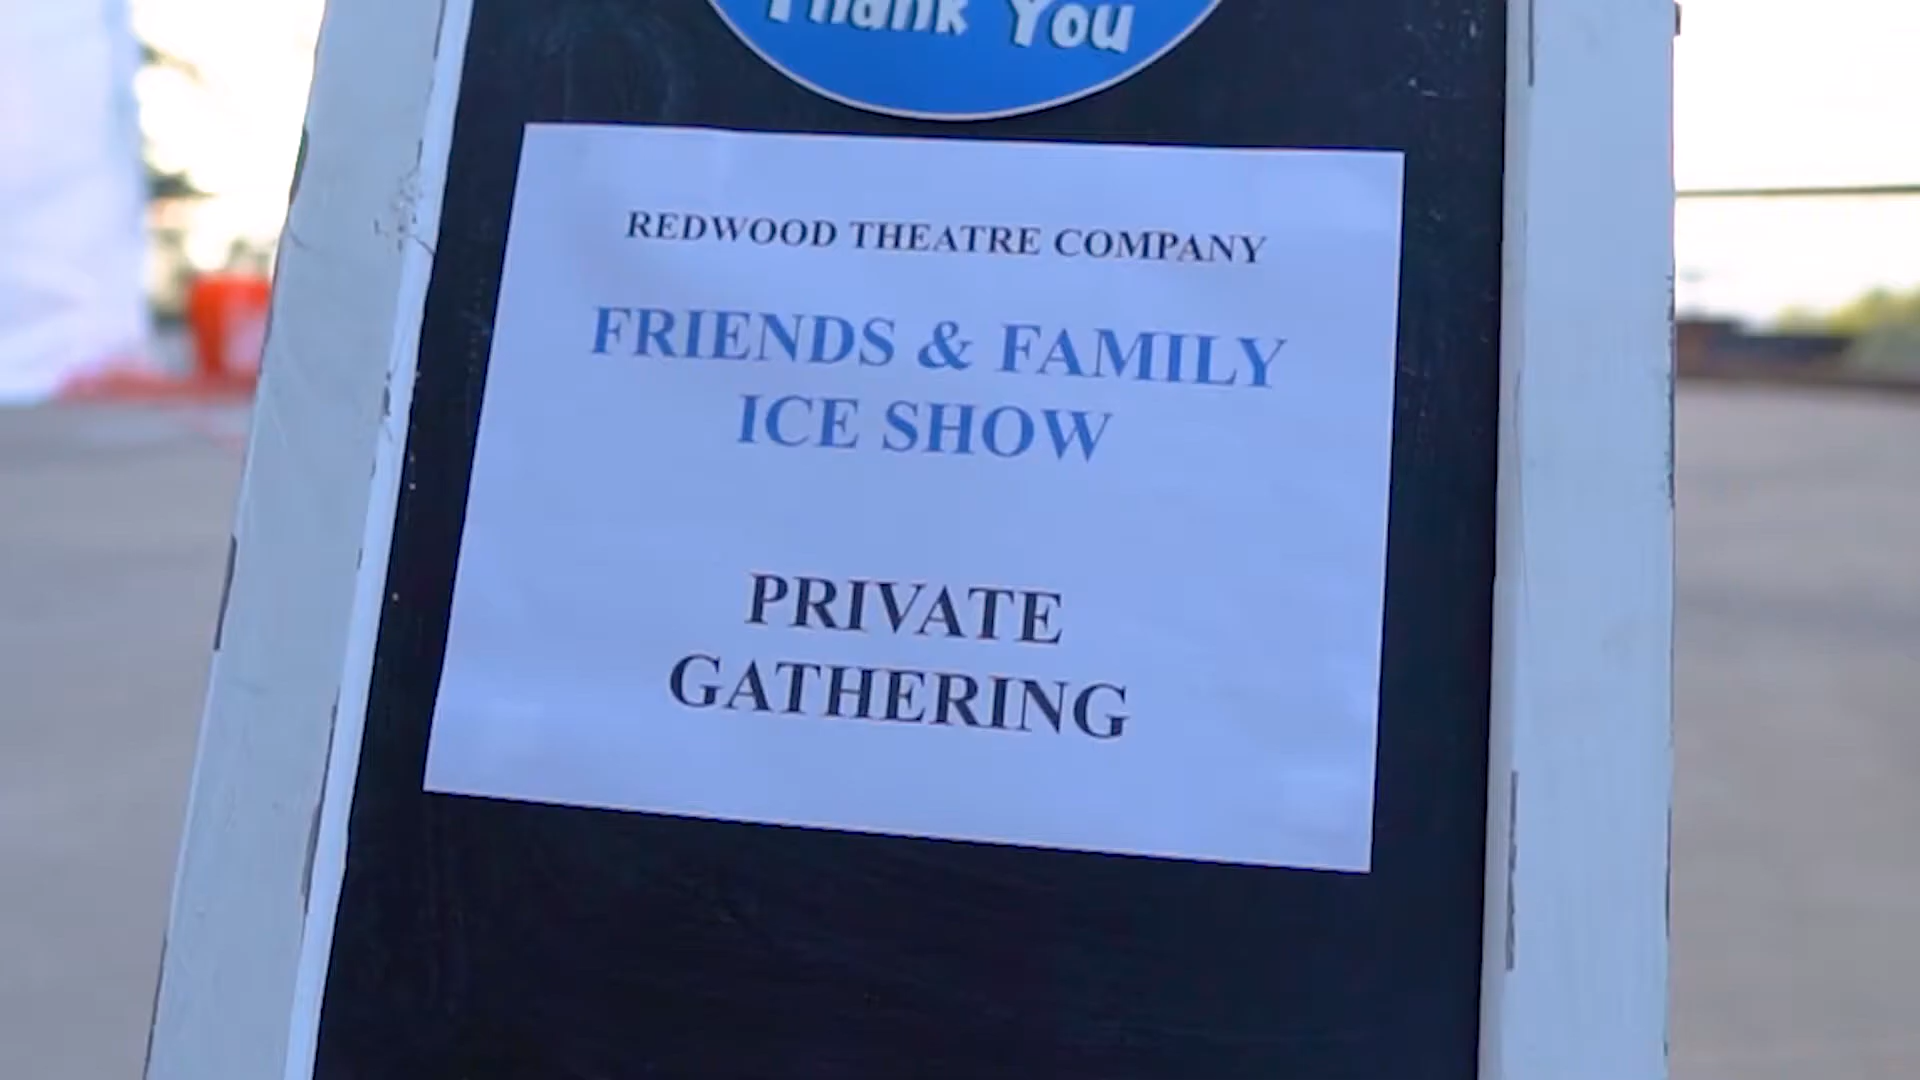 Thank You
REDWOOD THEATRE COMPANY
FRIENDS & FAMILY
ICE SHOW
PRIVATE
GATHERING